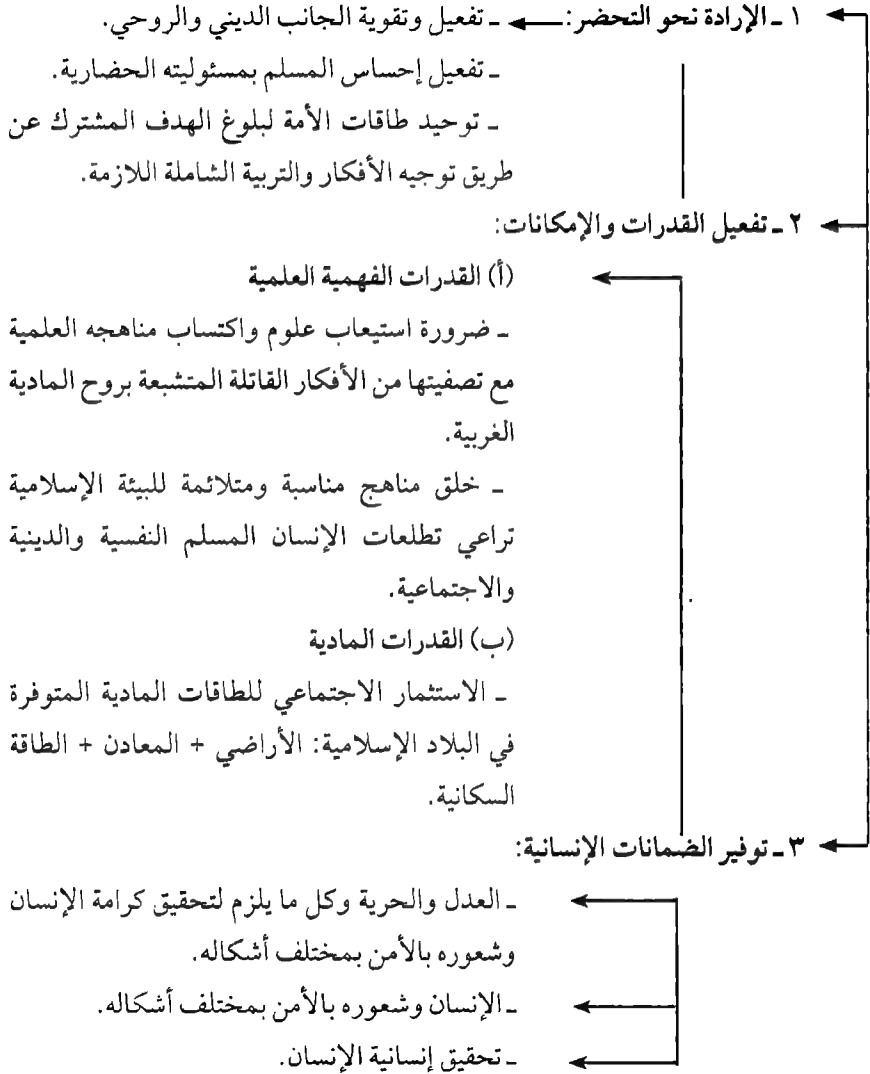 ١ ـ الإرادة نحو التحضر: ـ تفعيل وتقوية الجانب الديني والروحي.
ـ تفعيل إحساس المسلم بمسئوليته الحضارية.
ـ توحيد طاقات الأمة لبلوغ الهدف المشترك عن
طريق توجيه الأفكار والتربية الشاملة اللازمة.
٢ ـ تفعيل القدرات والإمكانات:
(أ) القدرات الفهمية العلمية
ـ ضرورة استيعاب علوم واكتساب مناهجه العلمية
مع تصفيتها من الأفكار القاتلة المتشبعة بروح المادية
الغربية.
ـ خلق مناهج مناسبة ومتلائمة للبيئة الإسلامية
تراعي تطلعات الإنسان المسلم النفسية والدينية
والاجتماعية.
(ب) القدرات المادية
ـ الاستثمار الاجتماعي للطاقات المادية المتوفرة
في البلاد الإسلامية: الأراضي + المعادن + الطاقة
السكانية.
٣ ـ توفير الضمانات الإنسانية:
ـ العدل والحرية وكل ما يلزم لتحقيق كرامة الإنسان
وشعوره بالأمن بمختلف أشكاله.
ـ الإنسان وشعوره بالأمن بمختلف أشكاله.
ـ تحقيق إنسانية الإنسان.